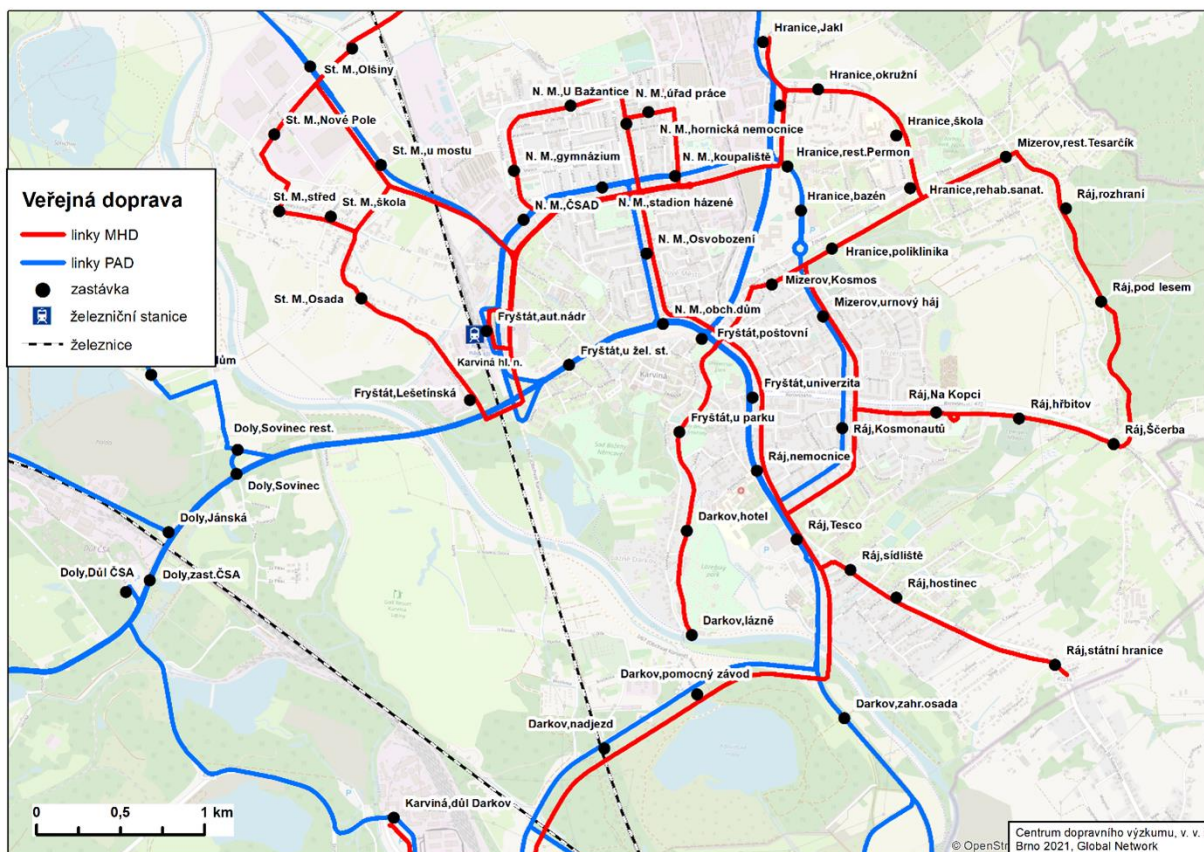 Hranice,Jakl
St. M.,Olšiny
Hranice,okružní
N. M.,U Bažantice
N. M.,úřad práce
St. M.,Nové Pole
Hranice,škola
N. M.,hornická nemocnice
St. M.,u mostu
N. M.,gymnázium
N. M.,koupaliště
Hranice,rest.Permon
Mizerov,rest.Tesarčík
Veřejná doprava
linky MHD
linky PAD
zastávka
železniční stanice
železnice
St. M.,střed
St. M.,škola
N. M.,ČSAD
N. M.,stadion házené
Hranice,bazén
Hranice,rehab.sanat.
Ráj,rozhraní
N. M.,Osvobození
Hranice,poliklinika
St. M.,Osada
Mizerov,Kosmos
Ráj,pod lesem
N. M.,obch.dům
Mizerov,urnový háj
Fryštát,aut.nádr
Fryštát,poštovní
Karviná hl. n.
Fryštát,u žel. st.
Karviná
ům
Fryštát,Lešetínská
Fryštát,univerzita
Ráj,Na Kopci
Ráj,hřbitov
Fryštát,u parku
Ráj,Kosmonautů
Ráj,Ščerba
Doly,Sovinec rest.
Ráj,nemocnice
Doly,Sovinec
Doly,Jánská
Darkov,hotel
Ráj,Tesco
Ráj,sídliště
Doly,Důl ČSA
Doly,zast.ČSA
Ráj,hostinec
Darkov,lázně
Ráj,státní hranice
Darkov,pomocný závod
Darkov,zahr.osada
Darkov,nadjezd
0
0,5
1 km
Karviná,důl Darkov
Centrum dopravního výzkumu, v. v.
© OpenStr
Brno 2021, Global Network